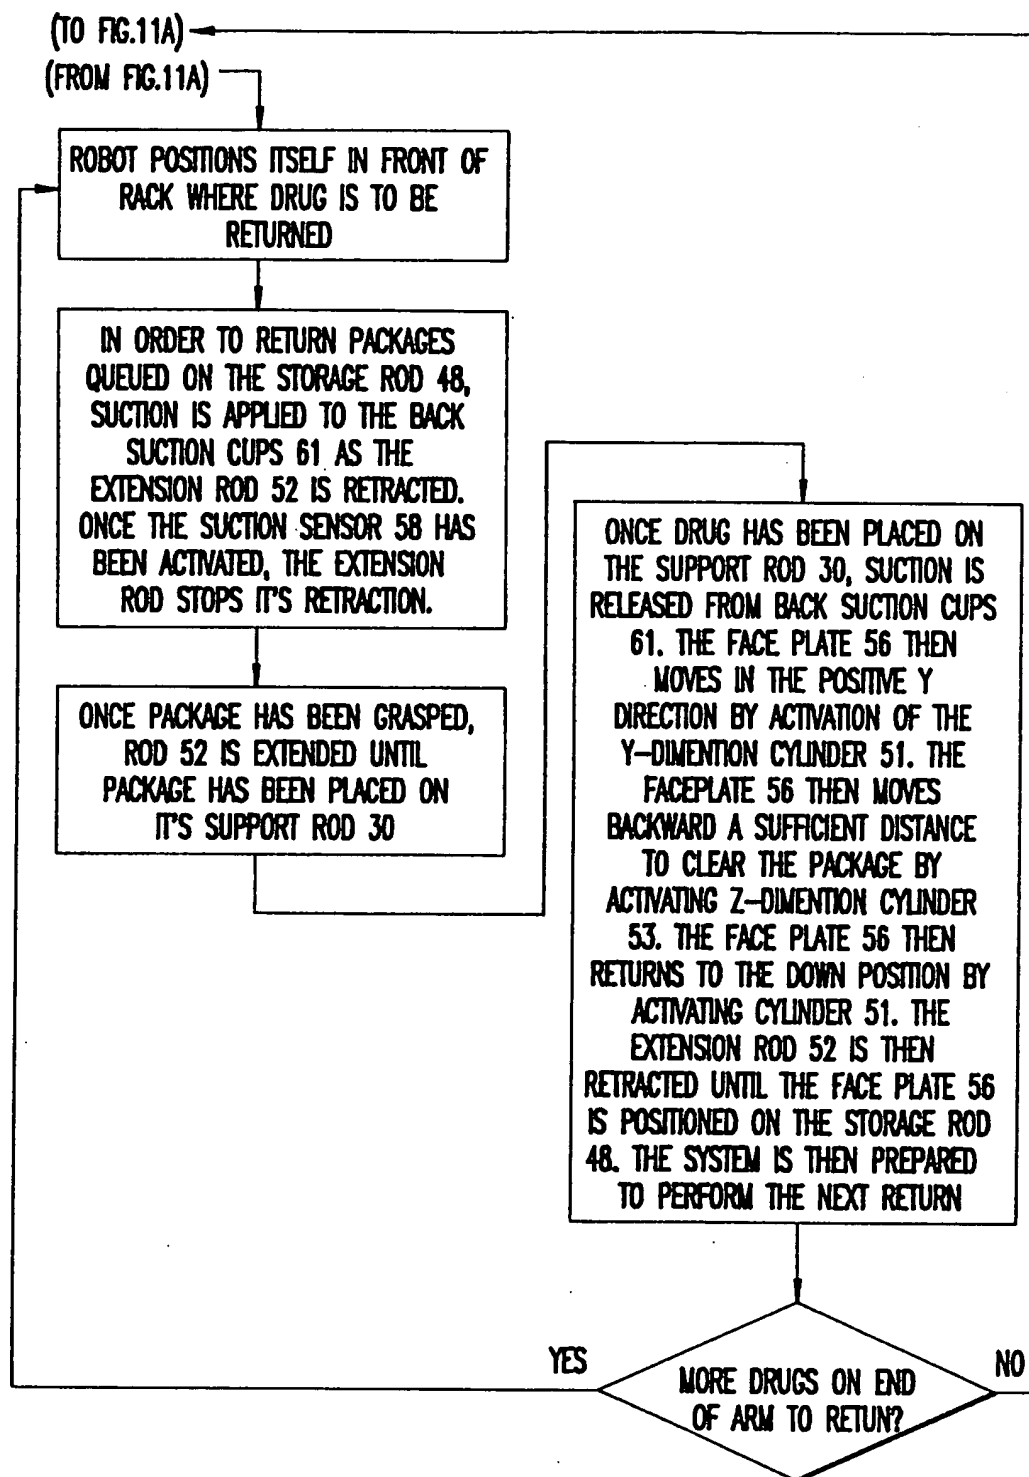 (TO FIG.11A)
(FROM FIG.11A)
ROBOT POSITIONS ITSELF IN FRONT OF
RACK WHERE DRUG IS TO BE
RETURNED
IN ORDER TO RETURN PACKAGES
QUEUED ON THE STORAGE ROD 48,
SUCTION IS APPLIED TO THE BACK
SUCTION CUPS 61 AS THE
EXTENSION ROD 52 IS RETRACTED.
ONCE THE SUCTION SENSOR 58 HAS
BEEN ACTIVATED, THE EXTENSION
ROD STOPS IT'S RETRACTION.
ONCE PACKAGE HAS BEEN GRASPED,
ROD 52 IS EXTENDED UNTIL
PACKAGE HAS BEEN PLACED ON
IT'S SUPPORT ROD 30
ONCE DRUG HAS BEEN PLACED ON
THE SUPPORT ROD 30, SUCTION IS
RELEASED FROM BACK SUCTION CUPS
61. THE FACE PLATE 56 THEN
MOVES IN THE POSITIVE Y
DIRECTION BY ACTIVATION OF THE
Y-DIMENTION CYLINDER 51. THE
FACEPLATE 56 THEN MOVES
BACKWARD A SUFFICIENT DISTANCE
TO CLEAR THE PACKAGE BY
ACTIVATING Z-DIMENTION CYLINDER
53. THE FACE PLATE 56 THEN
RETURNS TO THE DOWN POSITION BY
ACTIVATING CYLINDER 51. THE
EXTENSION ROD 52 IS THEN
RETRACTED UNTIL THE FACE PLATE 56
IS POSITIONED ON THE STORAGE ROD
48. THE SYSTEM IS THEN PREPARED
TO PERFORM THE NEXT RETURN
YES
MORE DRUGS ON END
OF ARM TO RETUN?
NO